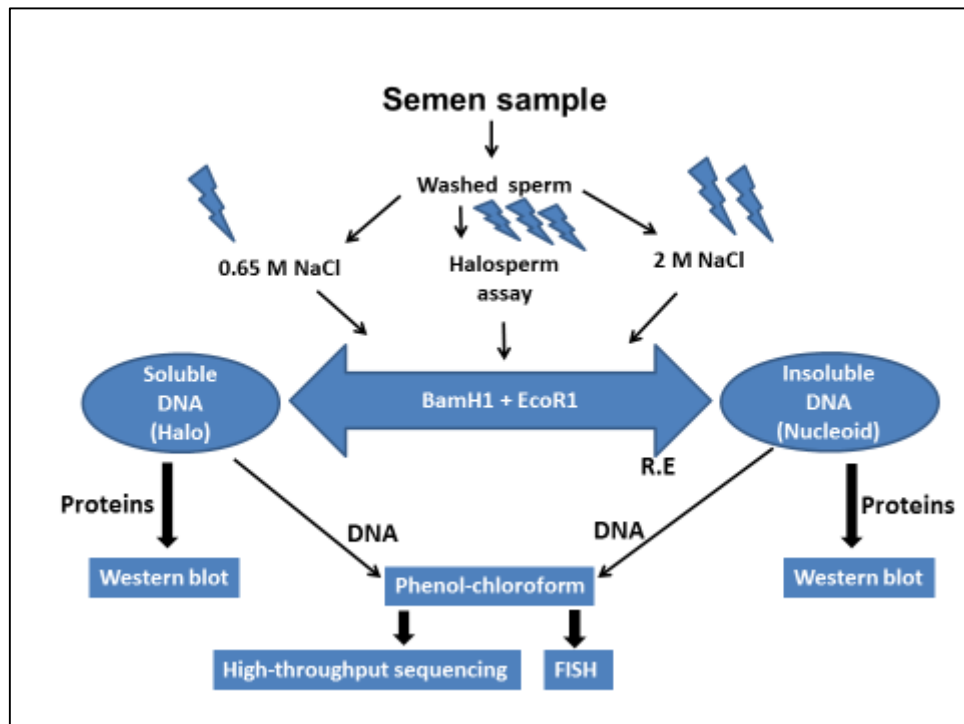 Semen sample
Washed sperm
0.65 M NaCl
Halosperm
assay
2 M NaCl
Soluble
DNA
(Halo)
BamH1 + EcoR1
Insoluble
DNA
(Nucleoid)
R.E
Proteins
DNA
DNA
Proteins
Western blot
Phenol-chloroform
Western blot
High-throughput sequencing
FISH